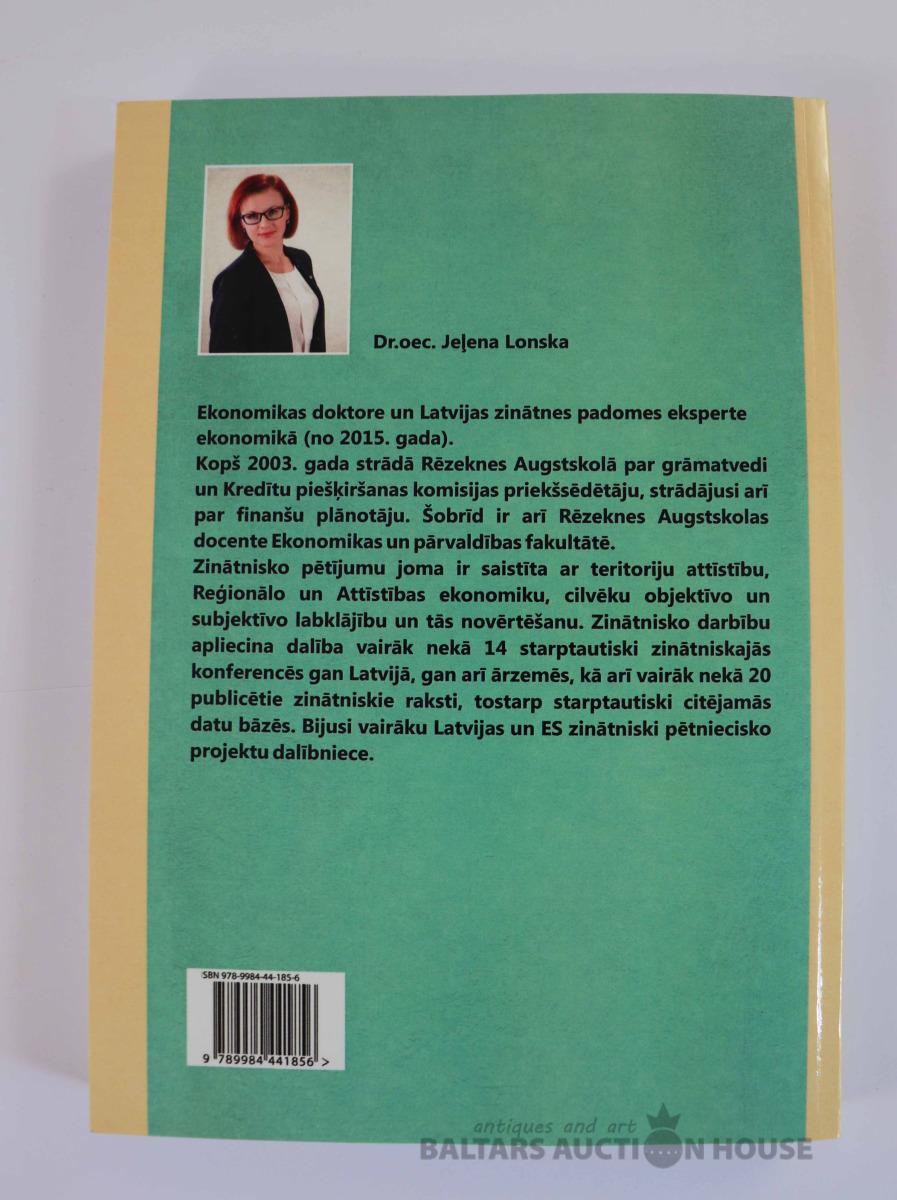 Dr.oec. Jeļena Lonska
Ekonomikas doktore un Latvijas zinātnes padomes eksperte
ekonomikā (no 2015. gada).
Kopš 2003. gada strādā Rēzeknes Augstskolā par grāmatvedi
un Kredītu piešķiršanas komisijas priekšsēdētāju, strādājusi arī
par finanšu plānotāju. Šobrīd ir arī Rēzeknes Augstskolas
docente Ekonomikas un pārvaldības fakultātē.
Zinātnisko pētījumu joma ir saistīta ar teritoriju attīstību,
Reģionālo un Attīstības ekonomiku, cilvēku objektīvo un
subjektīvo labklājību un tās novērtēšanu. Zinātnisko darbību
apliecina dalība vairāk nekā 14 starptautiski zinātniskajās
konferencēs gan Latvijā, gan arī ārzemēs, kā arī vairāk nekā 20
publicētie zinātniskie raksti, tostarp starptautiski citējamās
datu bāzēs. Bijusi vairāku Latvijas un ES zinātniski pētniecisko
projektu dalībniece.
ISBN 978-9984-44-185-6
9 789984 441856 >
antiques and art
BALTARS AUCTION HOUSE